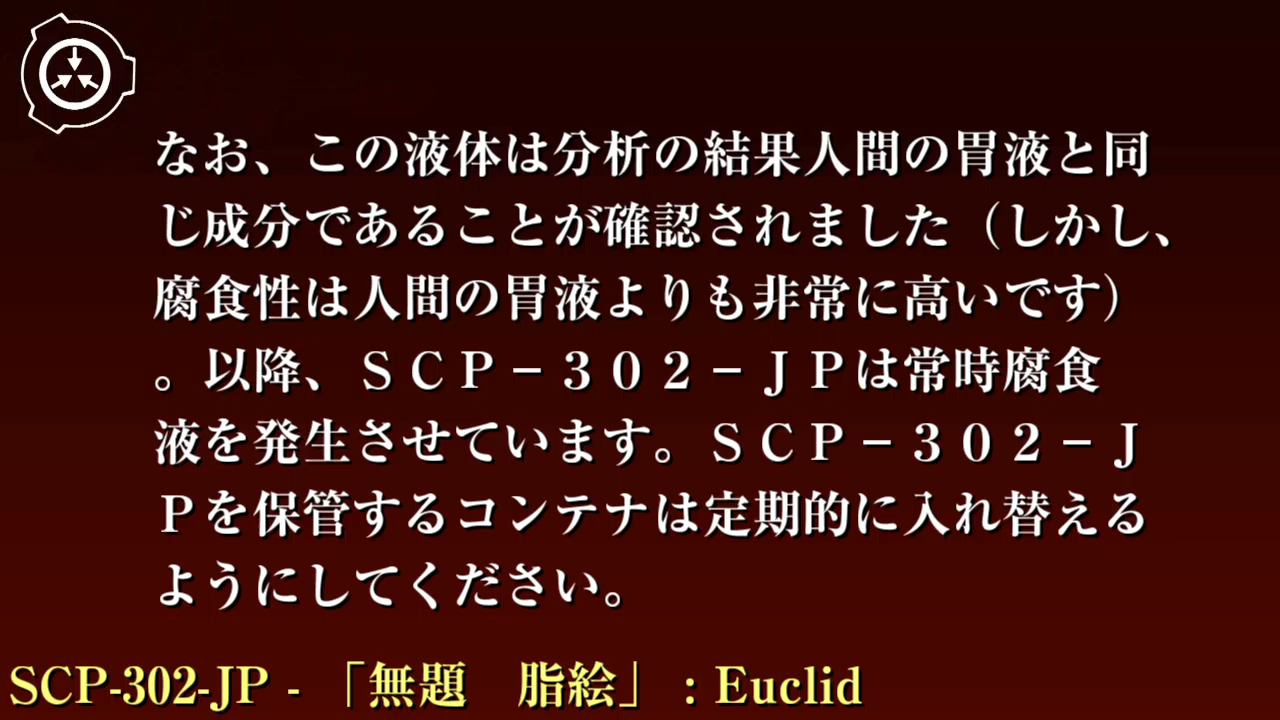 なお、この液体は分析の結果人間の胃液と同
じ成分であることが確認されました（しかし、
腐食性は人間の胃液よりも非常に高いです）
。以降、ＳＣＰ－３０２－ＪＰは常時腐食
液を発生させています。ＳＣＰ－３０２－Ｊ
Ｐを保管するコンテナは定期的に入れ替える
ようにしてください。
SCP-302-JP - 「無題　脂絵」 : Euclid